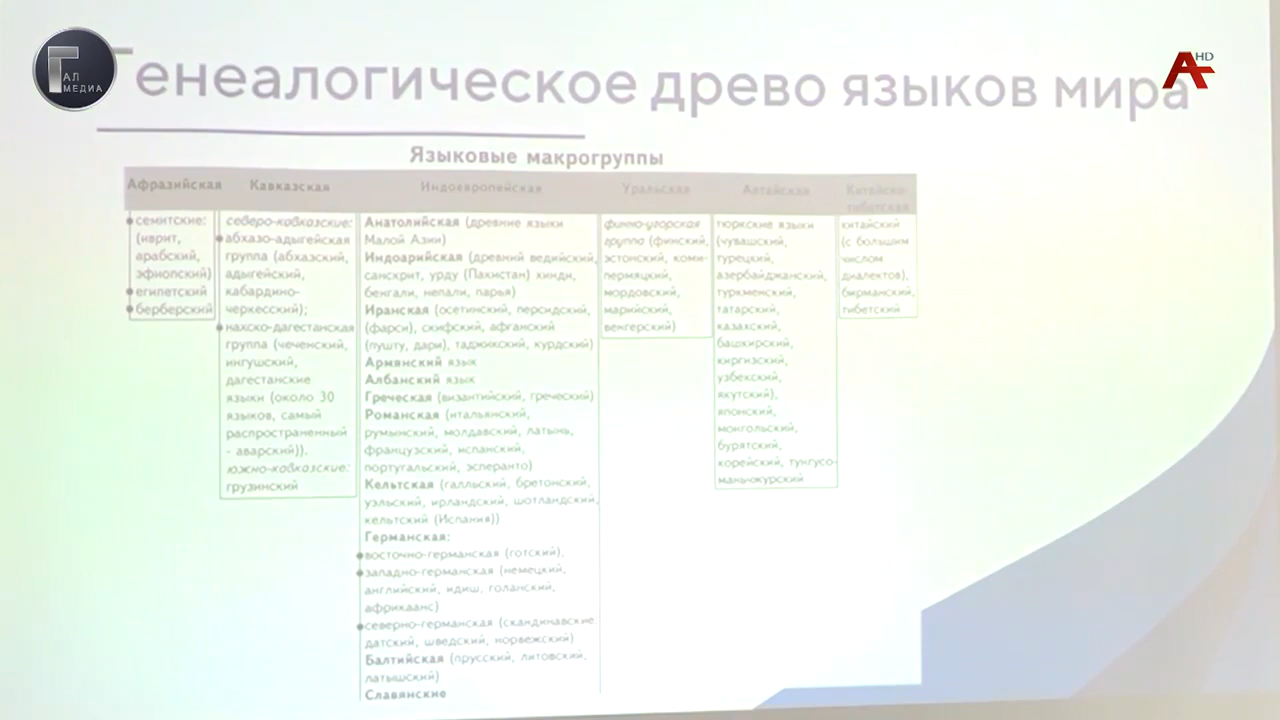 ГАЛ
МЕДИА
HD
Генеалогическое древо языков мира
Языковые макрогруппы
Афразийская
семитские:
(иврит,
арабский,
эфиопский)
египетский
берберский
Кавказская
северо-кавказские:
абхазо-адыгейская
группа (абхазский,
адыгейский,
кабардино-
черкесский);
нахско-дагестанская
группа (чеченский,
ингушский,
дагестанские
языки (около 30
языков, самый
распространенный
- аварский)).
южно-кавказские:
грузинский
Индоевропейская
Анатолийская (древние языки
Малой Азии)
Индоарийская (древний ведийский,
санскрит, урду (Пакистан) хинди,
бенгали, непали, парья)
Иранская (осетинский, персидский,
(фарси), скифский, афганский
(пушту, дари), таджикский, курдский)
Армянский язык
Албанский язык
Греческая (византийский, греческий)
Романская (итальянский,
румынский, молдавский, латынь,
французский, испанский,
португальский, эсперанто)
Кельтская (галльский, бретонский,
уэльский, ирландский, шотландский,
кельтский (Испания))
Германская:
восточно-германская (готский),
западно-германская (немецкий,
английский, идиш, голанский,
африкаанс)
северно-германская (скандинавские
датский, шведский, норвежский)
Балтийская (прусский, литовский,
латышский)
Славянские
Уральская
финно-угорская
группа (финский,
эстонский, коми-
пермяцкий,
мордовский,
марийский,
венгерский)
Алтайская
тюркские языки
(чувашский,
турецкий,
азербайджанский,
туркменский,
татарский,
казахский,
башкирский,
киргизский,
узбекский,
якутский),
японский,
монгольский,
бурятский,
корейский, тунгусо-
маньчжурский
Китайско-
тибетская
китайский
(с большим
числом
диалектов),
бирманский,
тибетский